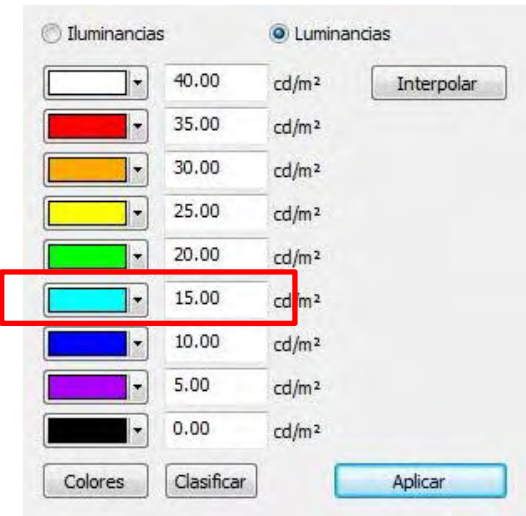 Iluminancias Luminancias
40.00 cd/m² Interpolar
35.00 cd/m²
30.00 cd/m²
25.00 cd/m²
20.00 cd/m²
15.00 cd/m²
10.00 cd/m²
5.00 cd/m²
0.00 cd/m²
Colores Clasificar Aplicar